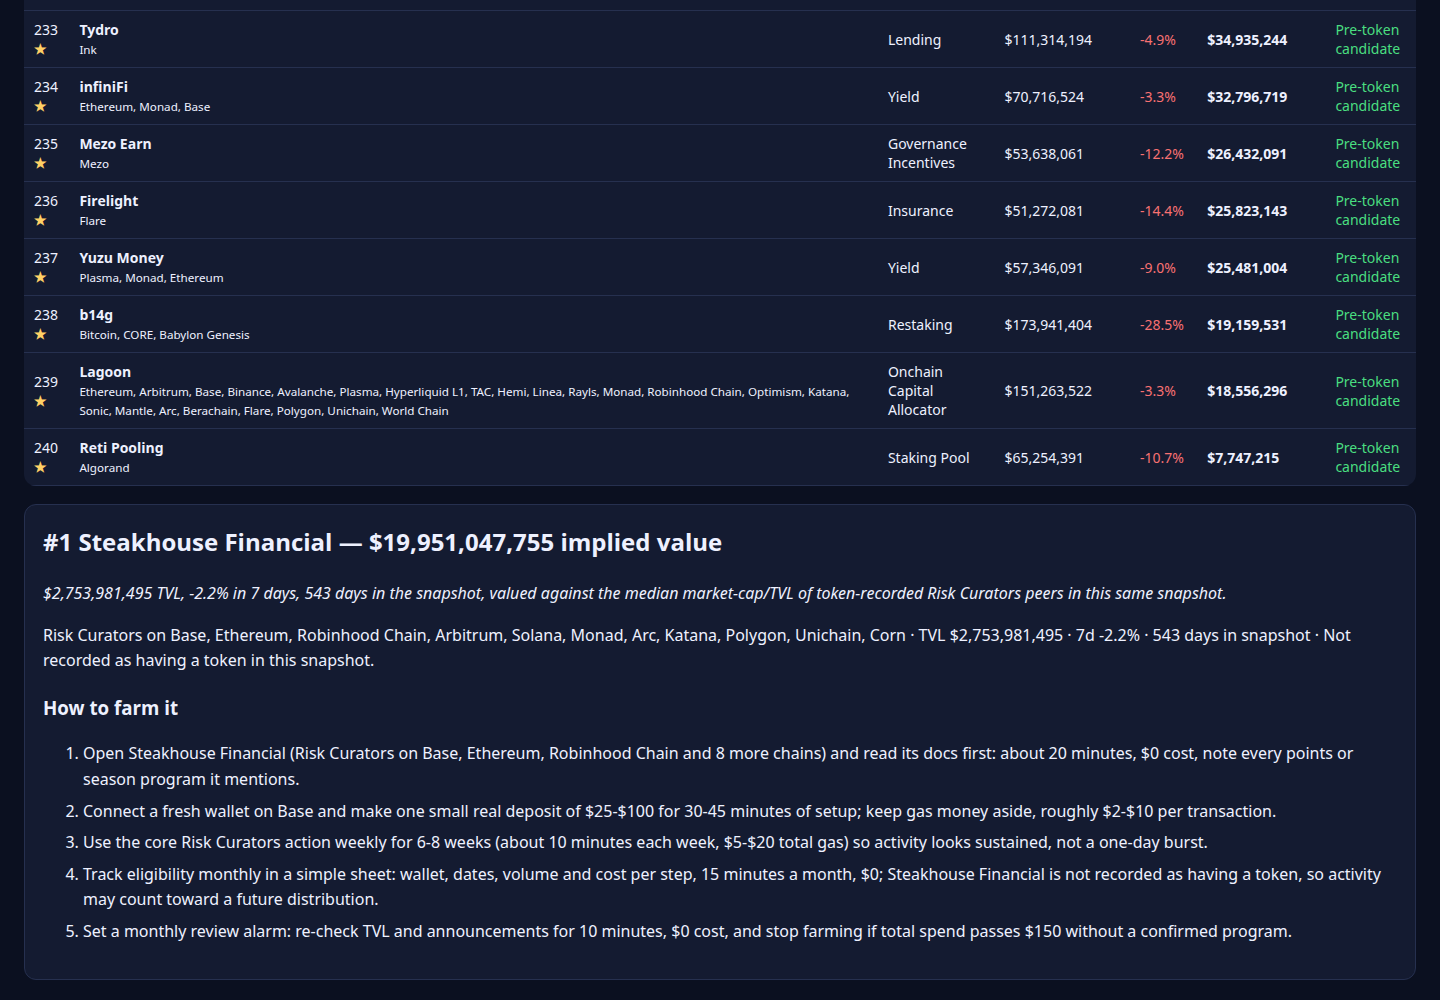 233
★
Tydro
Ink
Lending
$111,314,194
-4.9%
$34,935,244
Pre-token
candidate
234
★
infiniFi
Ethereum, Monad, Base
Yield
$70,716,524
-3.3%
$32,796,719
Pre-token
candidate
235
★
Mezo Earn
Mezo
Governance
Incentives
$53,638,061
-12.2%
$26,432,091
Pre-token
candidate
236
★
Firelight
Flare
Insurance
$51,272,081
-14.4%
$25,823,143
Pre-token
candidate
237
★
Yuzu Money
Plasma, Monad, Ethereum
Yield
$57,346,091
-9.0%
$25,481,004
Pre-token
candidate
238
★
b14g
Bitcoin, CORE, Babylon Genesis
Restaking
$173,941,404
-28.5%
$19,159,531
Pre-token
candidate
239
★
Lagoon
Ethereum, Arbitrum, Base, Binance, Avalanche, Plasma, Hyperliquid L1, TAC, Hemi, Linea, Rayls, Monad, Robinhood Chain, Optimism, Katana,
Sonic, Mantle, Arc, Berachain, Flare, Polygon, Unichain, World Chain
Onchain
Capital
Allocator
$151,263,522
-3.3%
$18,556,296
Pre-token
candidate
240
★
Reti Pooling
Algorand
Staking Pool
$65,254,391
-10.7%
$7,747,215
Pre-token
candidate
#1 Steakhouse Financial — $19,951,047,755 implied value
$2,753,981,495 TVL, -2.2% in 7 days, 543 days in the snapshot, valued against the median market-cap/TVL of token-recorded Risk Curators peers in this same snapshot.
Risk Curators on Base, Ethereum, Robinhood Chain, Arbitrum, Solana, Monad, Arc, Katana, Polygon, Unichain, Corn · TVL $2,753,981,495 · 7d -2.2% · 543 days in snapshot · Not
recorded as having a token in this snapshot.
How to farm it
1. Open Steakhouse Financial (Risk Curators on Base, Ethereum, Robinhood Chain and 8 more chains) and read its docs first: about 20 minutes, $0 cost, note every points or
season program it mentions.
2. Connect a fresh wallet on Base and make one small real deposit of $25-$100 for 30-45 minutes of setup; keep gas money aside, roughly $2-$10 per transaction.
3. Use the core Risk Curators action weekly for 6-8 weeks (about 10 minutes each week, $5-$20 total gas) so activity looks sustained, not a one-day burst.
4. Track eligibility monthly in a simple sheet: wallet, dates, volume and cost per step, 15 minutes a month, $0; Steakhouse Financial is not recorded as having a token, so activity
may count toward a future distribution.
5. Set a monthly review alarm: re-check TVL and announcements for 10 minutes, $0 cost, and stop farming if total spend passes $150 without a confirmed program.